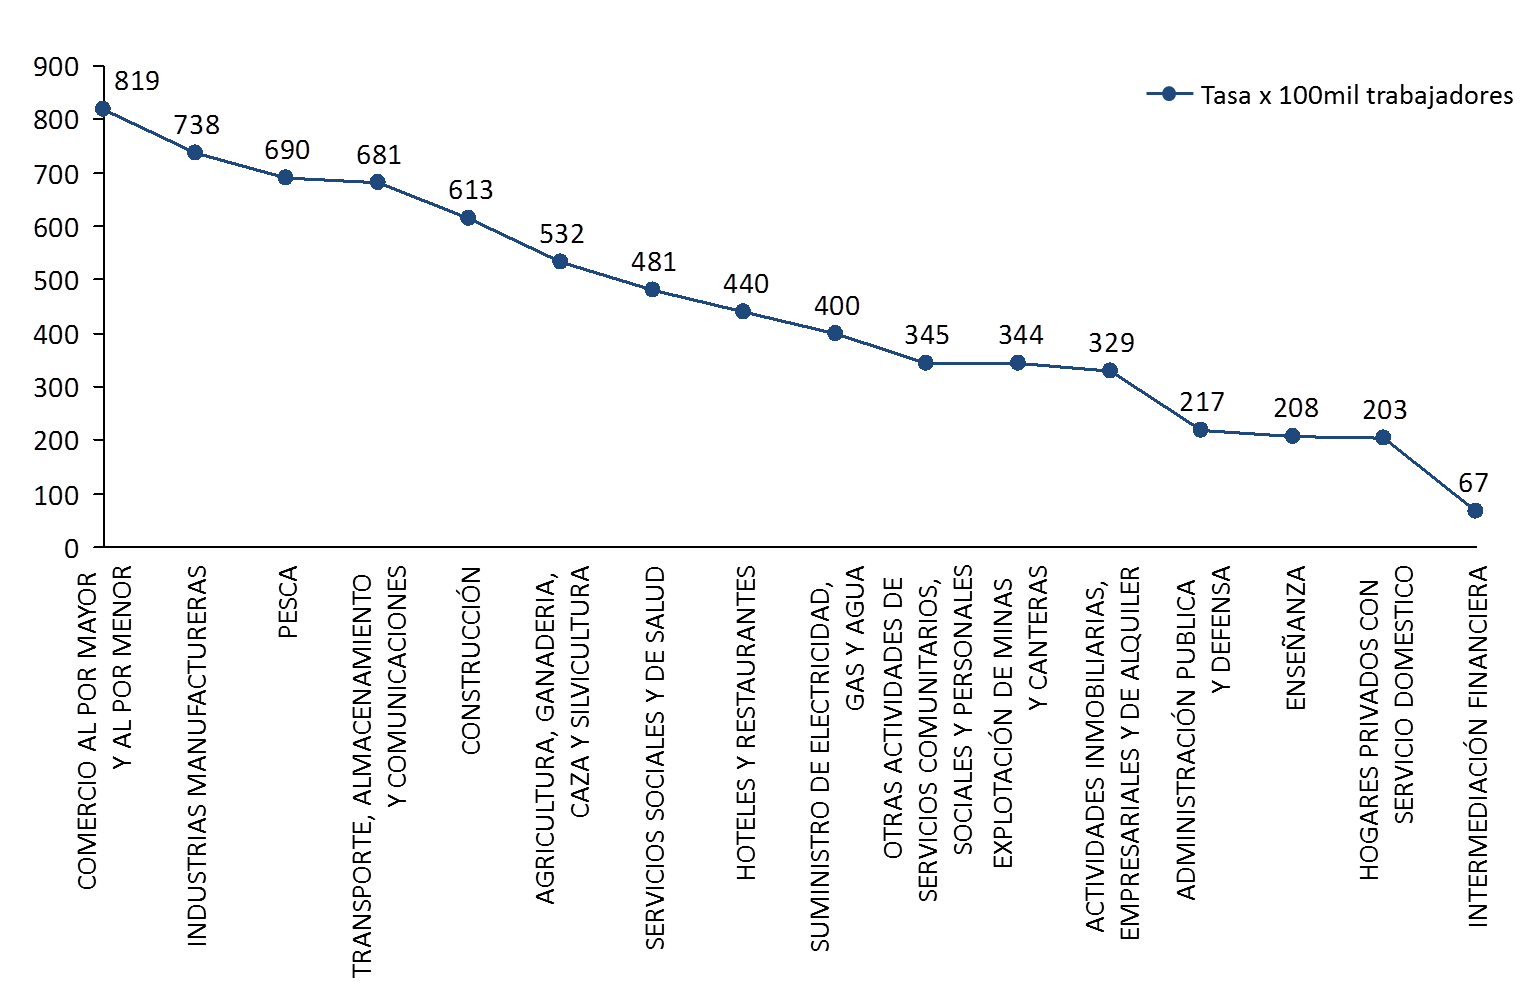 900
800
700
600
500
400
300
200
100
0
819
738
690
681
613
532
481
440
400
345
344
329
217
208
203
67
Tasa x 100mil trabajadores
COMERCIO AL POR MAYOR
Y AL POR MENOR
INDUSTRIAS MANUFACTURERAS
PESCA
TRANSPORTE, ALMACENAMIENTO
Y COMUNICACIONES
CONSTRUCCIÓN
AGRICULTURA, GANADERIA,
CAZA Y SILVICULTURA
SERVICIOS SOCIALES Y DE SALUD
HOTELES Y RESTAURANTES
SUMINISTRO DE ELECTRICIDAD,
GAS Y AGUA
OTRAS ACTIVIDADES DE
SERVICIOS COMUNITARIOS,
SOCIALES Y PERSONALES
EXPLOTACIÓN DE MINAS
Y CANTERAS
ACTIVIDADES INMOBILIARIAS,
EMPRESARIALES Y DE ALQUILER
ADMINISTRACIÓN PUBLICA
Y DEFENSA
ENSEÑANZA
HOGARES PRIVADOS CON
SERVICIO DOMESTICO
INTERMEDIACIÓN FINANCIERA